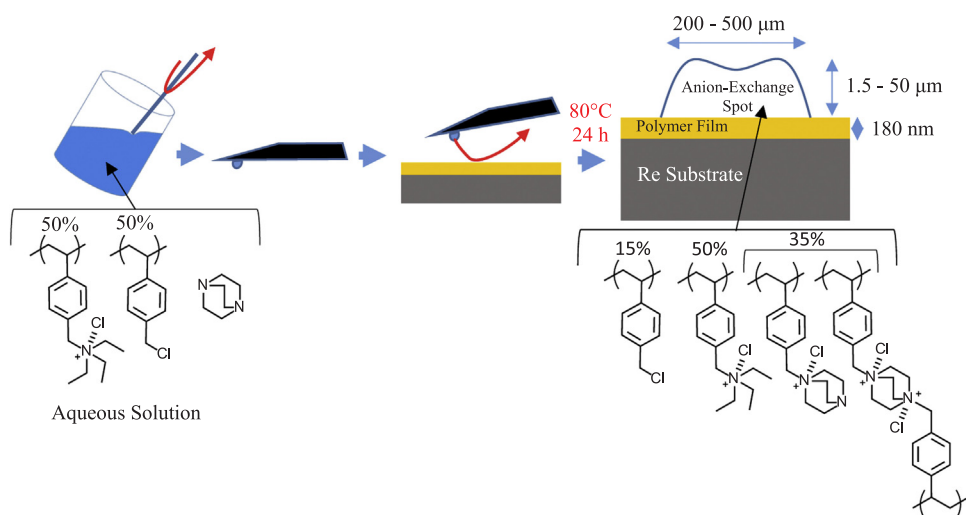 200 - 500 μm
Anion-Exchange
Spot
1.5 - 50 μm
80°C
24 h
Polymer Film
180 nm
Re Substrate
50%
50%
15%
50%
35%
N
N
Cl
N
+
Cl
Cl
Cl
N
+
Cl
N
+
N
Cl
N
+
N
+
Cl
Aqueous Solution